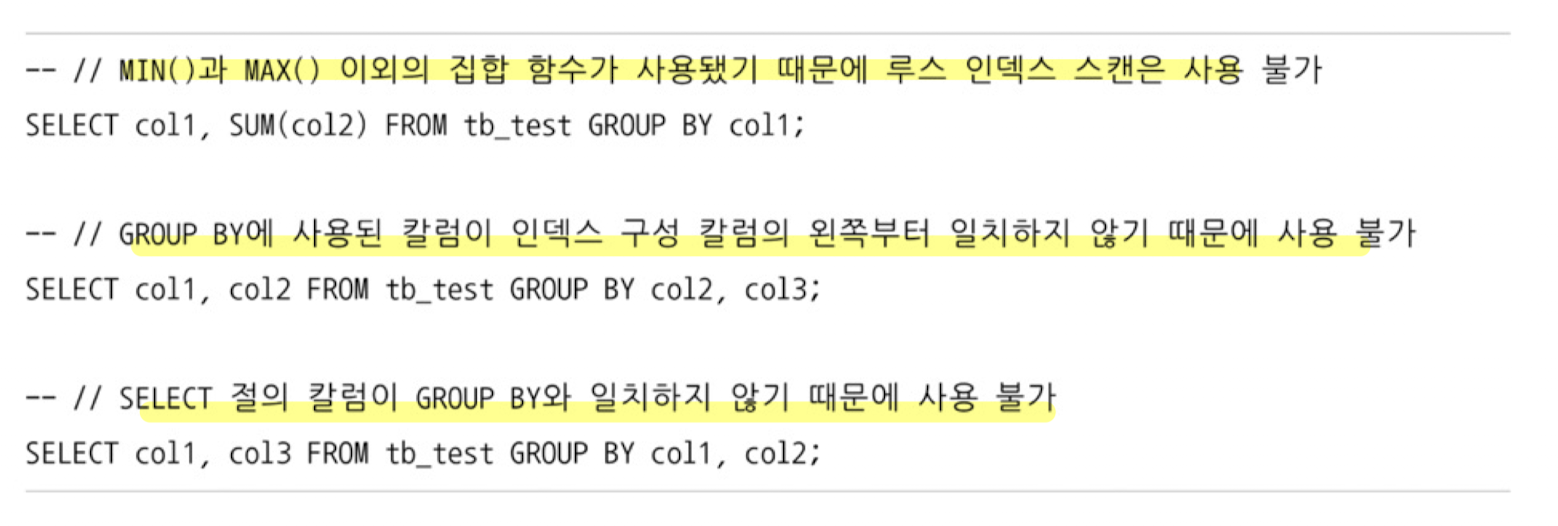 -- // MIN()과 MAX() 이외의 집합 함수가 사용됐기 때문에 루스 인덱스 스캔은 사용 불가
SELECT col1, SUM(col2) FROM tb_test GROUP BY col1;
-- // GROUP BY에 사용된 칼럼이 인덱스 구성 칼럼의 왼쪽부터 일치하지 않기 때문에 사용 불가
SELECT col1, col2 FROM tb_test GROUP BY col2, col3;
-- // SELECT 절의 칼럼이 GROUP BY와 일치하지 않기 때문에 사용 불가
SELECT col1, col3 FROM tb_test GROUP BY col1, col2;